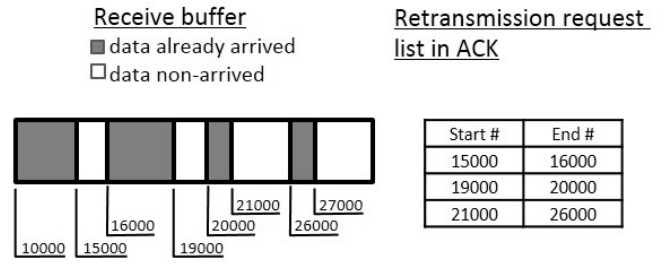 Receive buffer
data already arrived
data non-arrived
Retransmission request
list in ACK
10000
15000
16000
19000
20000
21000
26000
27000
Start # End #
15000 16000
19000 20000
21000 26000